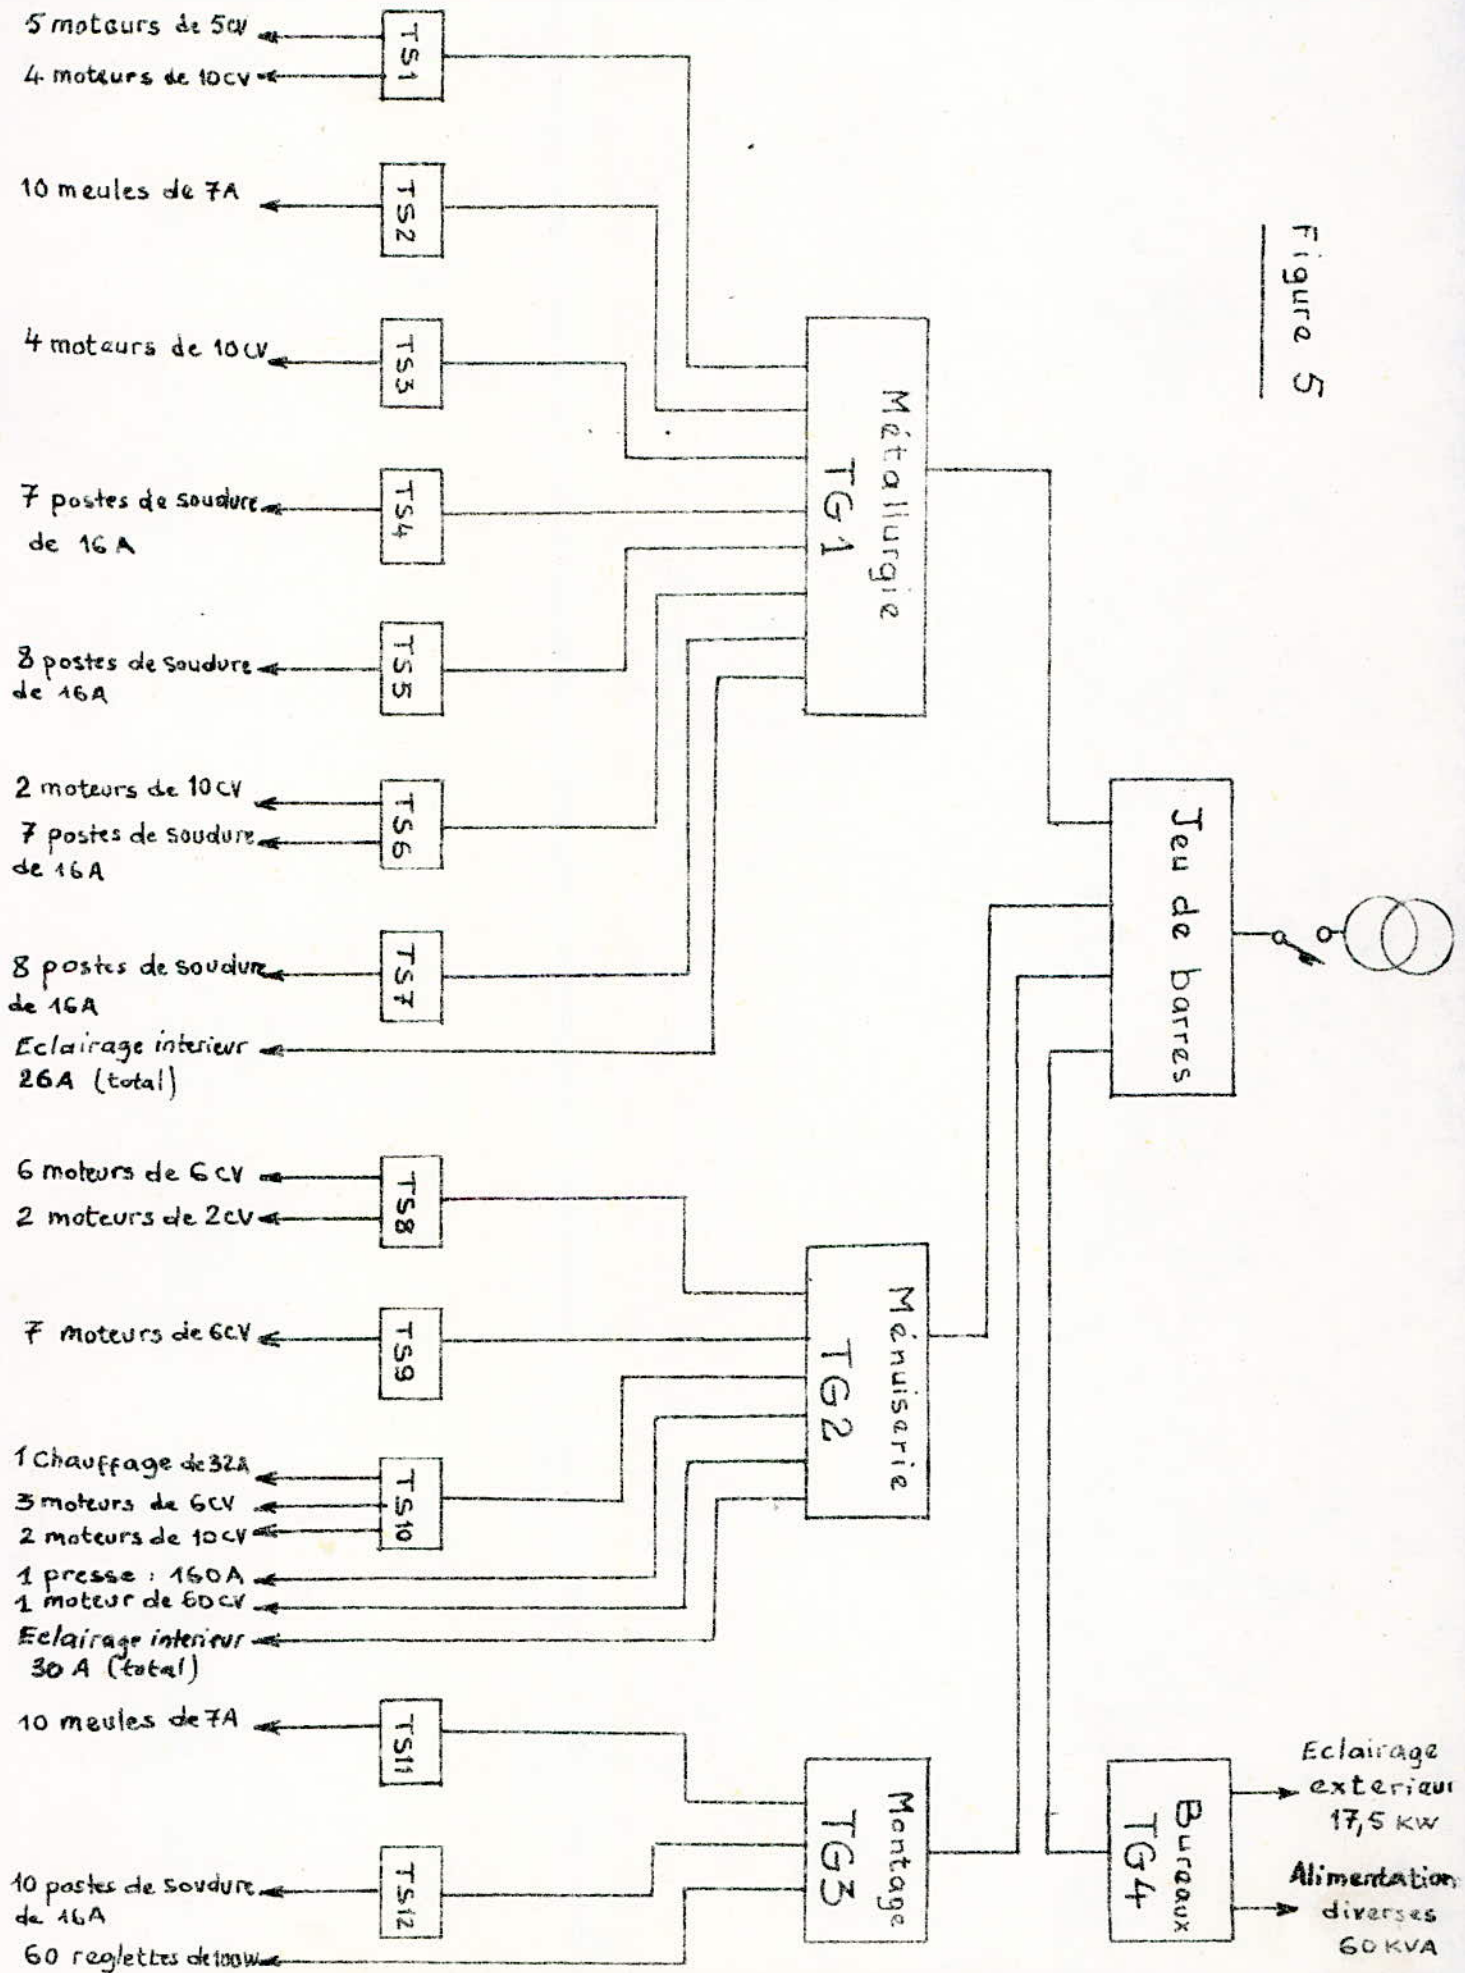 5 moteurs de 5CV
4 moteurs de 10CV
TS1
10 meules de 7A
TS2
4 moteurs de 10CV
TS3
7 postes de soudure
de 16A
TS4
8 postes de soudure
de 16A
TS5
2 moteurs de 10CV
7 postes de soudure
de 16A
TS6
8 postes de soudure
de 16A
TS7
Eclairage interieur
26A (total)
Métallurgie
TG1
Figure 5
Jeu de barres
6 moteurs de 6CV
2 moteurs de 2CV
TS8
7 moteurs de 6CV
TS9
1 Chauffage de 32A
3 moteurs de 6CV
2 moteurs de 10CV
TS10
1 presse : 160A
1 moteur de 60CV
Eclairage interieur
30A (total)
Ménuiserie
TG2
10 meules de 7A
TS11
10 postes de soudure
de 16A
TS12
60 reglettes de 100W
Montage
TG3
Bureaux
TG4
Eclairage
exterieur
17,5 KW
Alimentation
diverses
60 KVA